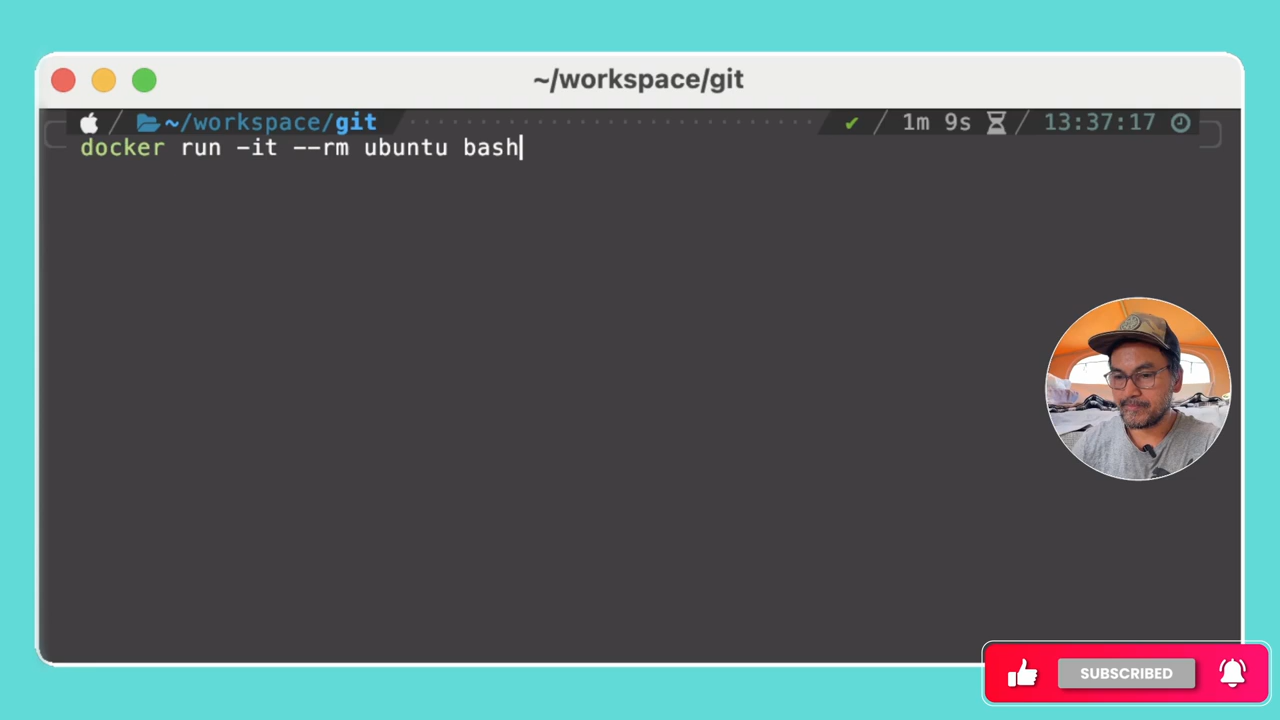 ~/workspace/git
~/workspace/git 1m 9s 13:37:17
docker run -it --rm ubuntu bash
SUBSCRIBED